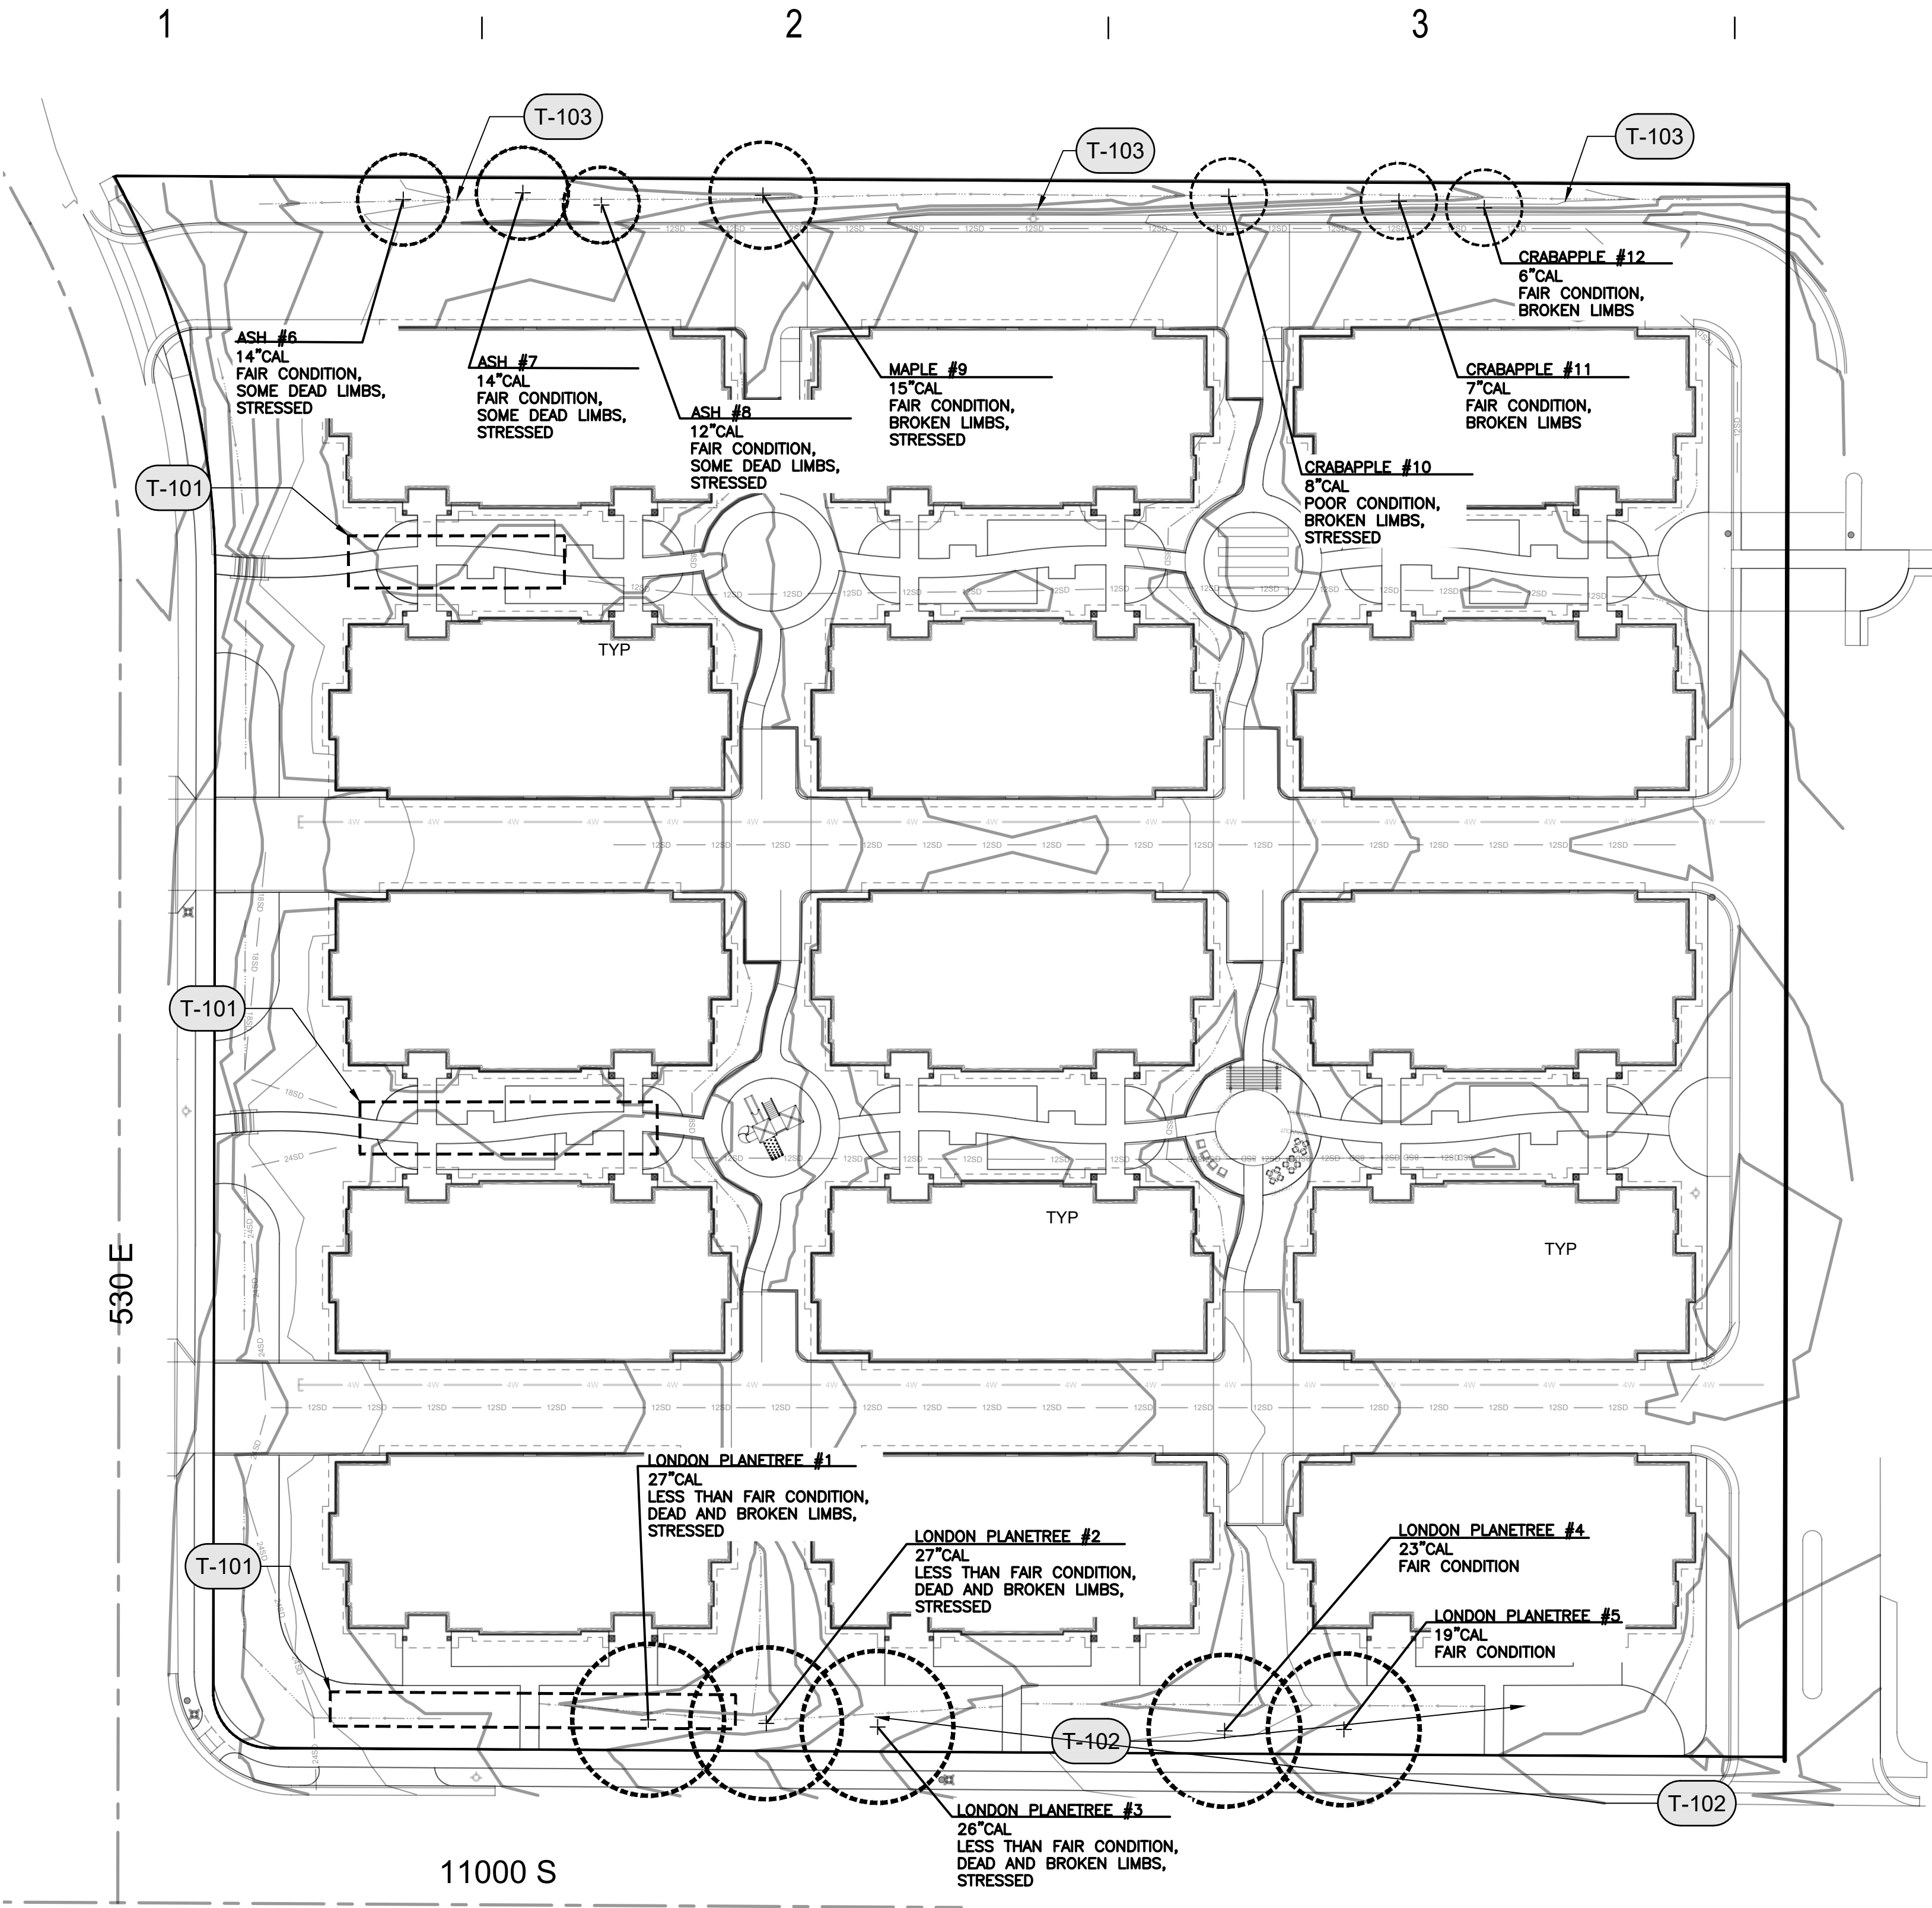 1
2
3
T-103
T-103
T-103
CRABAPPLE #12
6"CAL
FAIR CONDITION,
BROKEN LIMBS
ASH #6
14"CAL
FAIR CONDITION,
SOME DEAD LIMBS,
STRESSED
ASH #7
14"CAL
FAIR CONDITION,
SOME DEAD LIMBS,
STRESSED
ASH #8
12"CAL
FAIR CONDITION,
SOME DEAD LIMBS,
STRESSED
MAPLE #9
15"CAL
FAIR CONDITION,
BROKEN LIMBS,
STRESSED
CRABAPPLE #11
7"CAL
FAIR CONDITION,
BROKEN LIMBS
CRABAPPLE #10
8"CAL
POOR CONDITION,
BROKEN LIMBS,
STRESSED
T-101
TYP
T-101
TYP
TYP
530 E
LONDON PLANETREE #1
27"CAL
LESS THAN FAIR CONDITION,
DEAD AND BROKEN LIMBS,
STRESSED
LONDON PLANETREE #2
27"CAL
LESS THAN FAIR CONDITION,
DEAD AND BROKEN LIMBS,
STRESSED
LONDON PLANETREE #4
23"CAL
FAIR CONDITION
LONDON PLANETREE #5
19"CAL
FAIR CONDITION
T-101
T-102
T-102
LONDON PLANETREE #3
26"CAL
LESS THAN FAIR CONDITION,
DEAD AND BROKEN LIMBS,
STRESSED
11000 S